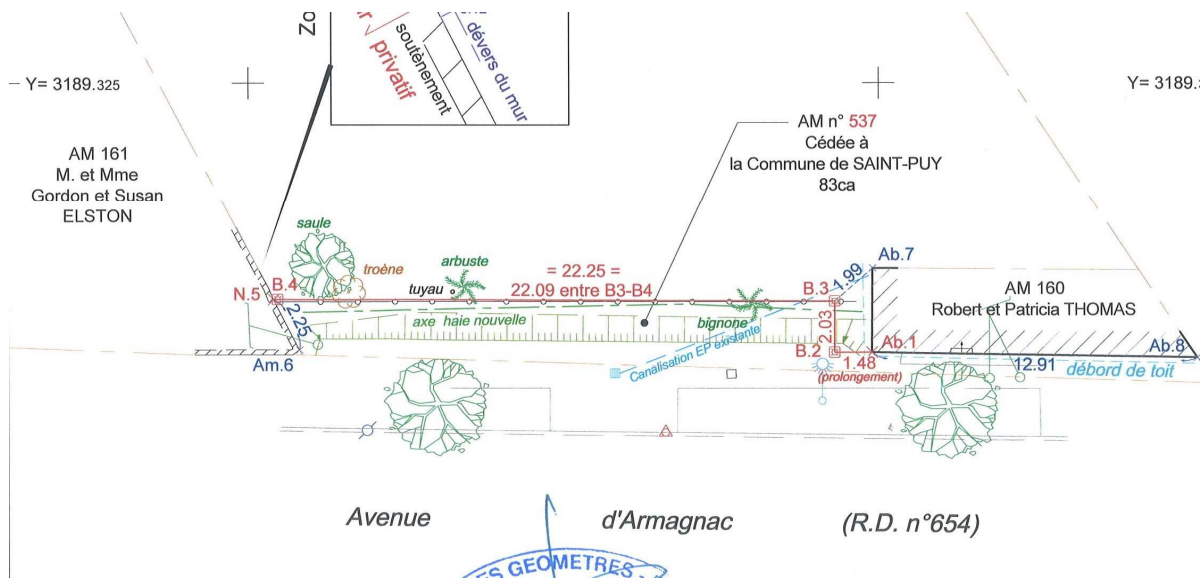 Zo
privatif
soutènement
dévers du mur
Y= 3189.325
Y= 3189.
AM 161
M. et Mme
Gordon et Susan
ELSTON
AM n° 537
Cédée à
la Commune de SAINT-PUY
83ca
saule
troène
arbuste
tuyau
= 22.25 =
22.09 entre B3-B4
B.4
N.5
2.25
Am.6
axe haie nouvelle
bignone
Canalisation EP existante
B.3
1.99
Ab.7
2.03
B.2
1.48
(prolongement)
Ab.1
AM 160
Robert et Patricia THOMAS
Ab.8
12.91
débord de toit
Avenue d'Armagnac (R.D. n°654)
ES GEOMETRES